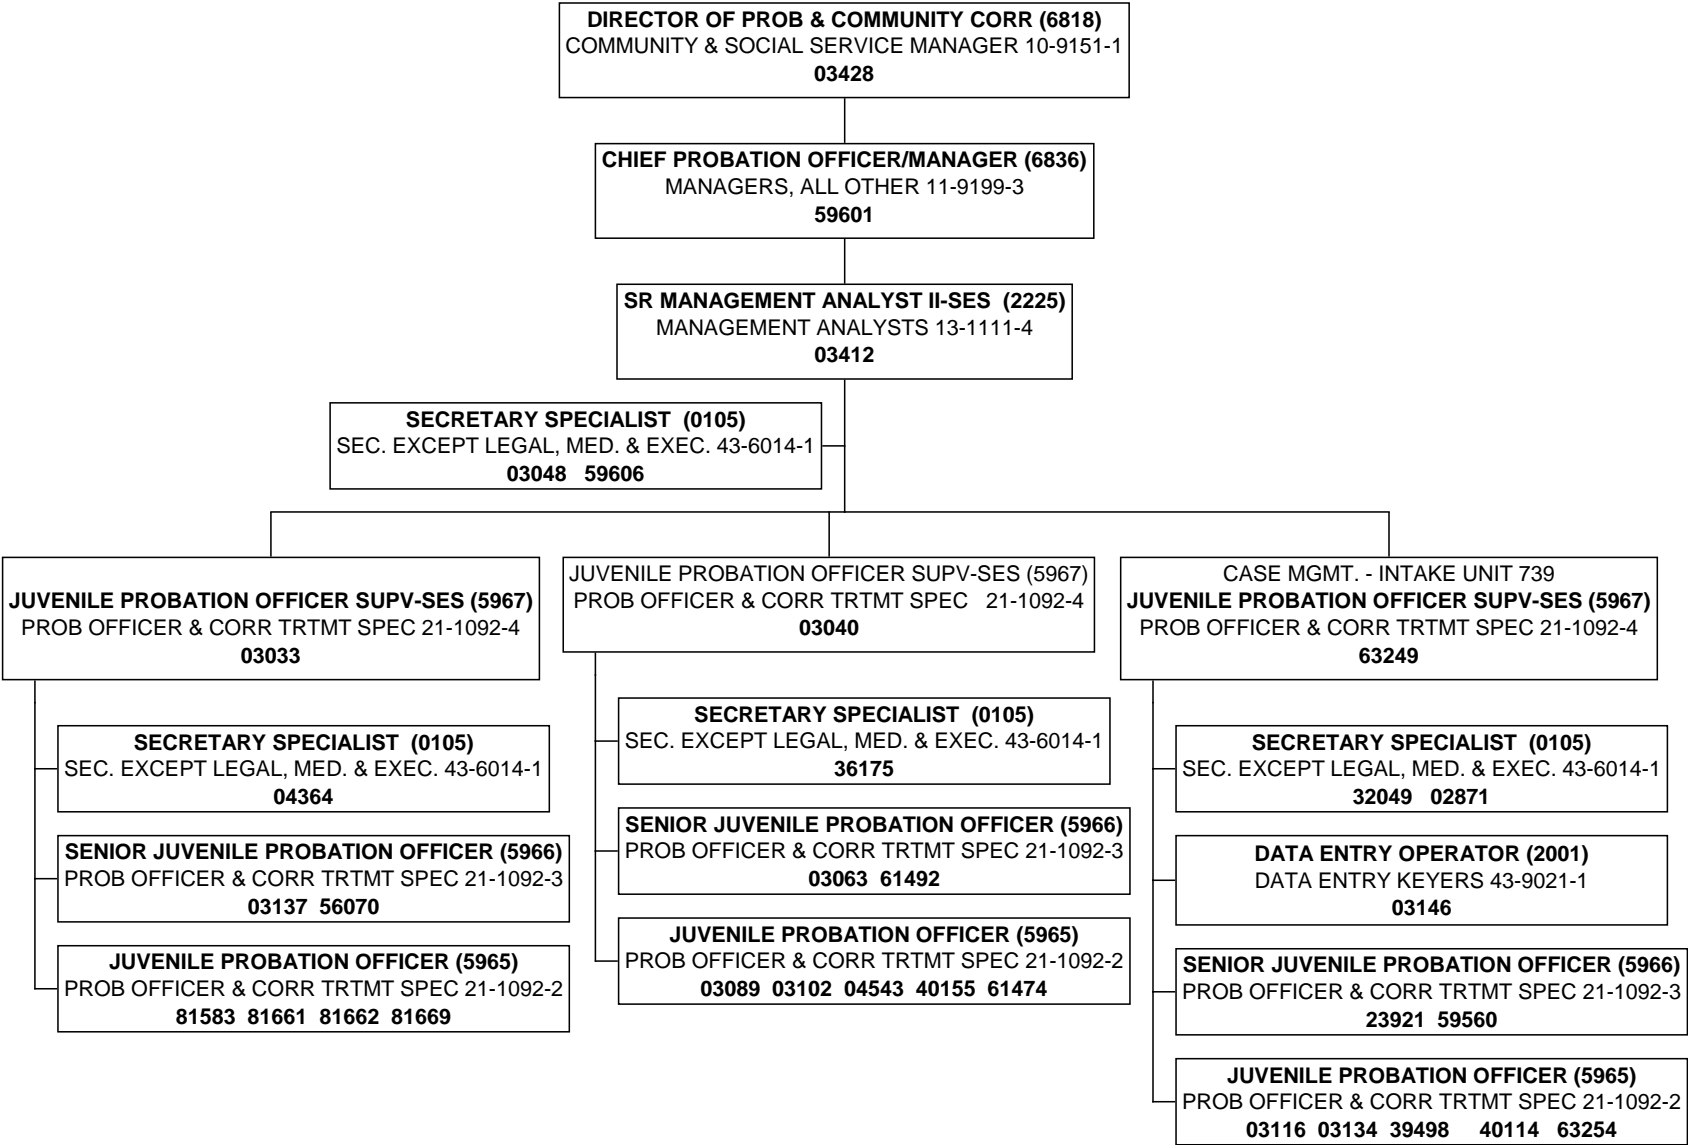 DIRECTOR OF PROB & COMMUNITY CORR (6818)
COMMUNITY & SOCIAL SERVICE MANAGER 10-9151-1
03428
CHIEF PROBATION OFFICER/MANAGER (6836)
MANAGERS, ALL OTHER 11-9199-3
59601
SR MANAGEMENT ANALYST II-SES (2225)
MANAGEMENT ANALYSTS 13-1111-4
03412
SECRETARY SPECIALIST (0105)
SEC. EXCEPT LEGAL, MED. & EXEC. 43-6014-1
03048 59606
JUVENILE PROBATION OFFICER SUPV-SES (5967)
PROB OFFICER & CORR TRTMT SPEC 21-1092-4
03033
SECRETARY SPECIALIST (0105)
SEC. EXCEPT LEGAL, MED. & EXEC. 43-6014-1
04364
SENIOR JUVENILE PROBATION OFFICER (5966)
PROB OFFICER & CORR TRTMT SPEC 21-1092-3
03137 56070
JUVENILE PROBATION OFFICER (5965)
PROB OFFICER & CORR TRTMT SPEC 21-1092-2
81583 81661 81662 81669
JUVENILE PROBATION OFFICER SUPV-SES (5967)
PROB OFFICER & CORR TRTMT SPEC 21-1092-4
03040
SECRETARY SPECIALIST (0105)
SEC. EXCEPT LEGAL, MED. & EXEC. 43-6014-1
36175
SENIOR JUVENILE PROBATION OFFICER (5966)
PROB OFFICER & CORR TRTMT SPEC 21-1092-3
03063 61492
JUVENILE PROBATION OFFICER (5965)
PROB OFFICER & CORR TRTMT SPEC 21-1092-2
03089 03102 04543 40155 61474
CASE MGMT. - INTAKE UNIT 739
JUVENILE PROBATION OFFICER SUPV-SES (5967)
PROB OFFICER & CORR TRTMT SPEC 21-1092-4
63249
SECRETARY SPECIALIST (0105)
SEC. EXCEPT LEGAL, MED. & EXEC. 43-6014-1
32049 02871
DATA ENTRY OPERATOR (2001)
DATA ENTRY KEYERS 43-9021-1
03146
SENIOR JUVENILE PROBATION OFFICER (5966)
PROB OFFICER & CORR TRTMT SPEC 21-1092-3
23921 59560
JUVENILE PROBATION OFFICER (5965)
PROB OFFICER & CORR TRTMT SPEC 21-1092-2
03116 03134 39498 40114 63254